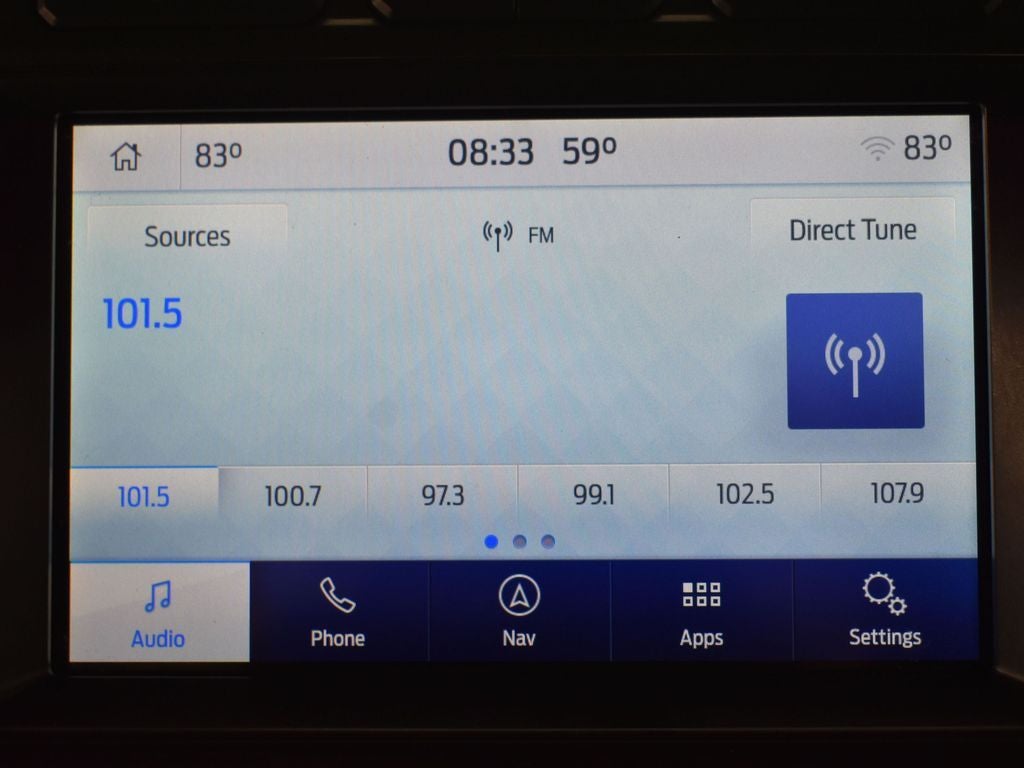 83º 08:33 59º 83º
Sources FM Direct Tune
101.5
101.5 100.7 97.3 99.1 102.5 107.9
Audio Phone Nav Apps Settings